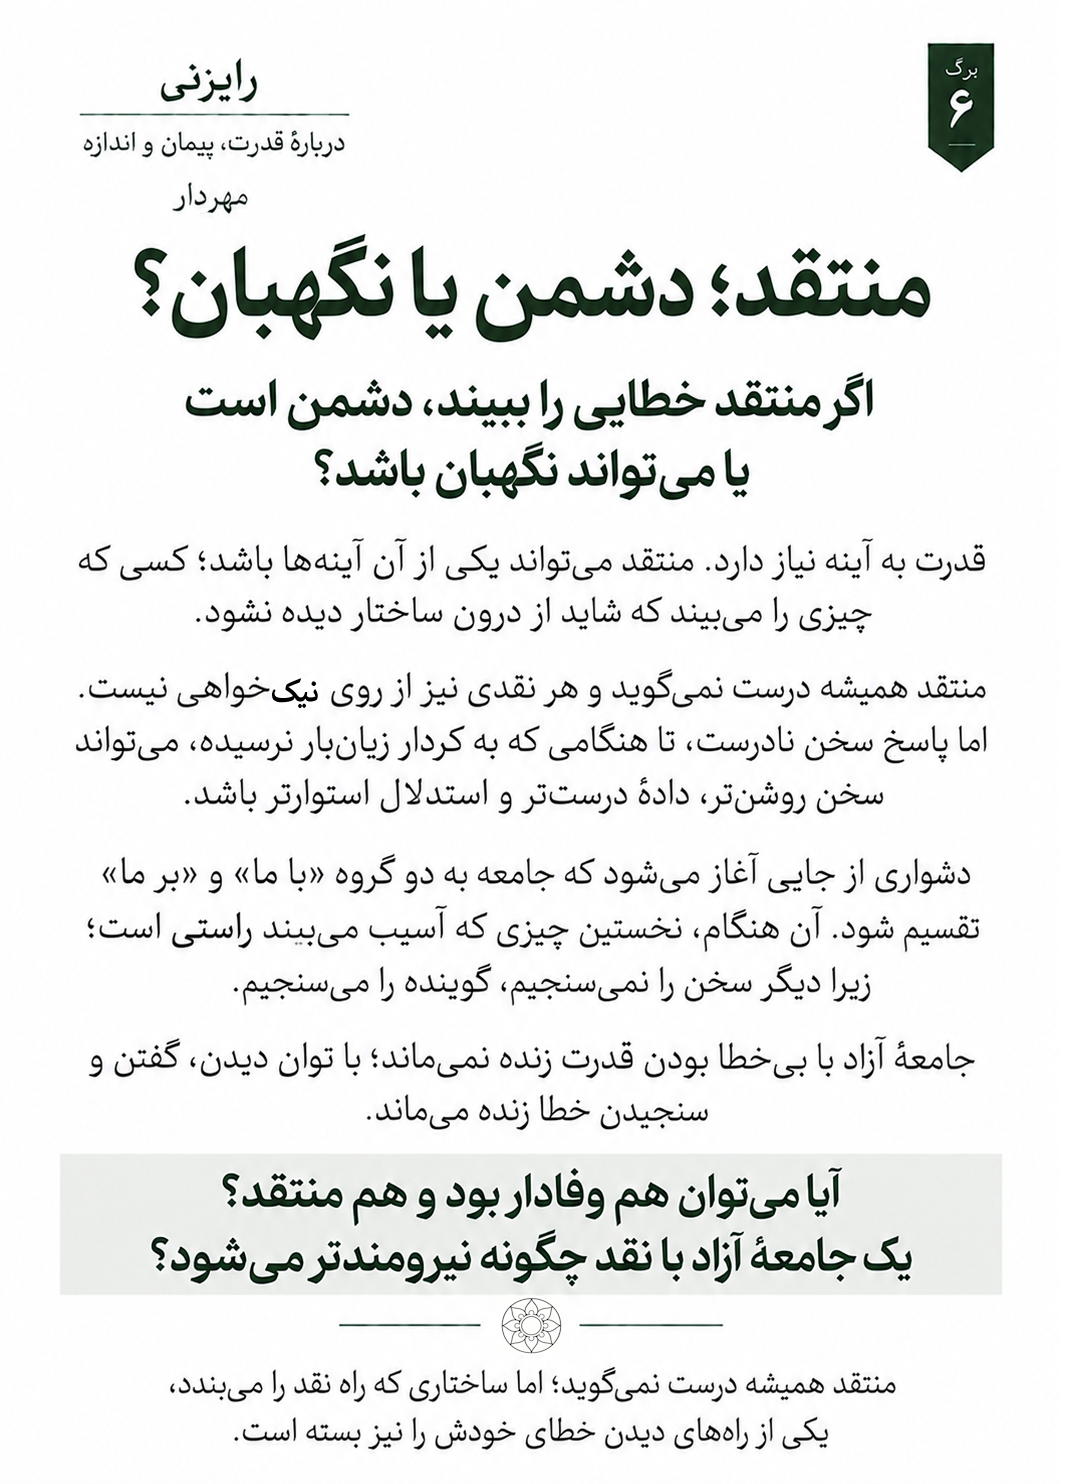 برگ
۶
رایزنی
دربارهٔ قدرت، پیمان و اندازه
مهردار
منتقد؛ دشمن یا نگهبان؟
اگر منتقد خطایی را ببیند، دشمن است
یا می‌تواند نگهبان باشد؟
قدرت به آینه نیاز دارد. منتقد می‌تواند یکی از آن آینه‌ها باشد؛ کسی که
چیزی را می‌بیند که شاید از درون ساختار دیده نشود.
منتقد همیشه درست نمی‌گوید و هر نقدی نیز از روی نیک‌خواهی نیست.
اما پاسخ سخن نادرست، تا هنگامی که به کردار زیان‌بار نرسیده، می‌تواند
سخن روشن‌تر، دادهٔ درست‌تر و استدلال استوارتر باشد.
دشواری از جایی آغاز می‌شود که جامعه به دو گروه «با ما» و «بر ما»
تقسیم شود. آن هنگام، نخستین چیزی که آسیب می‌بیند راستی است؛
زیرا دیگر سخن را نمی‌سنجیم، گوینده را می‌سنجیم.
جامعهٔ آزاد با بی‌خطا بودن قدرت زنده نمی‌ماند؛ با توان دیدن، گفتن و
سنجیدن خطا زنده می‌ماند.
آیا می‌توان هم وفادار بود و هم منتقد؟
یک جامعهٔ آزاد با نقد چگونه نیرومندتر می‌شود؟
منتقد همیشه درست نمی‌گوید؛ اما ساختاری که راه نقد را می‌بندد،
یکی از راه‌های دیدن خطای خودش را نیز بسته است.